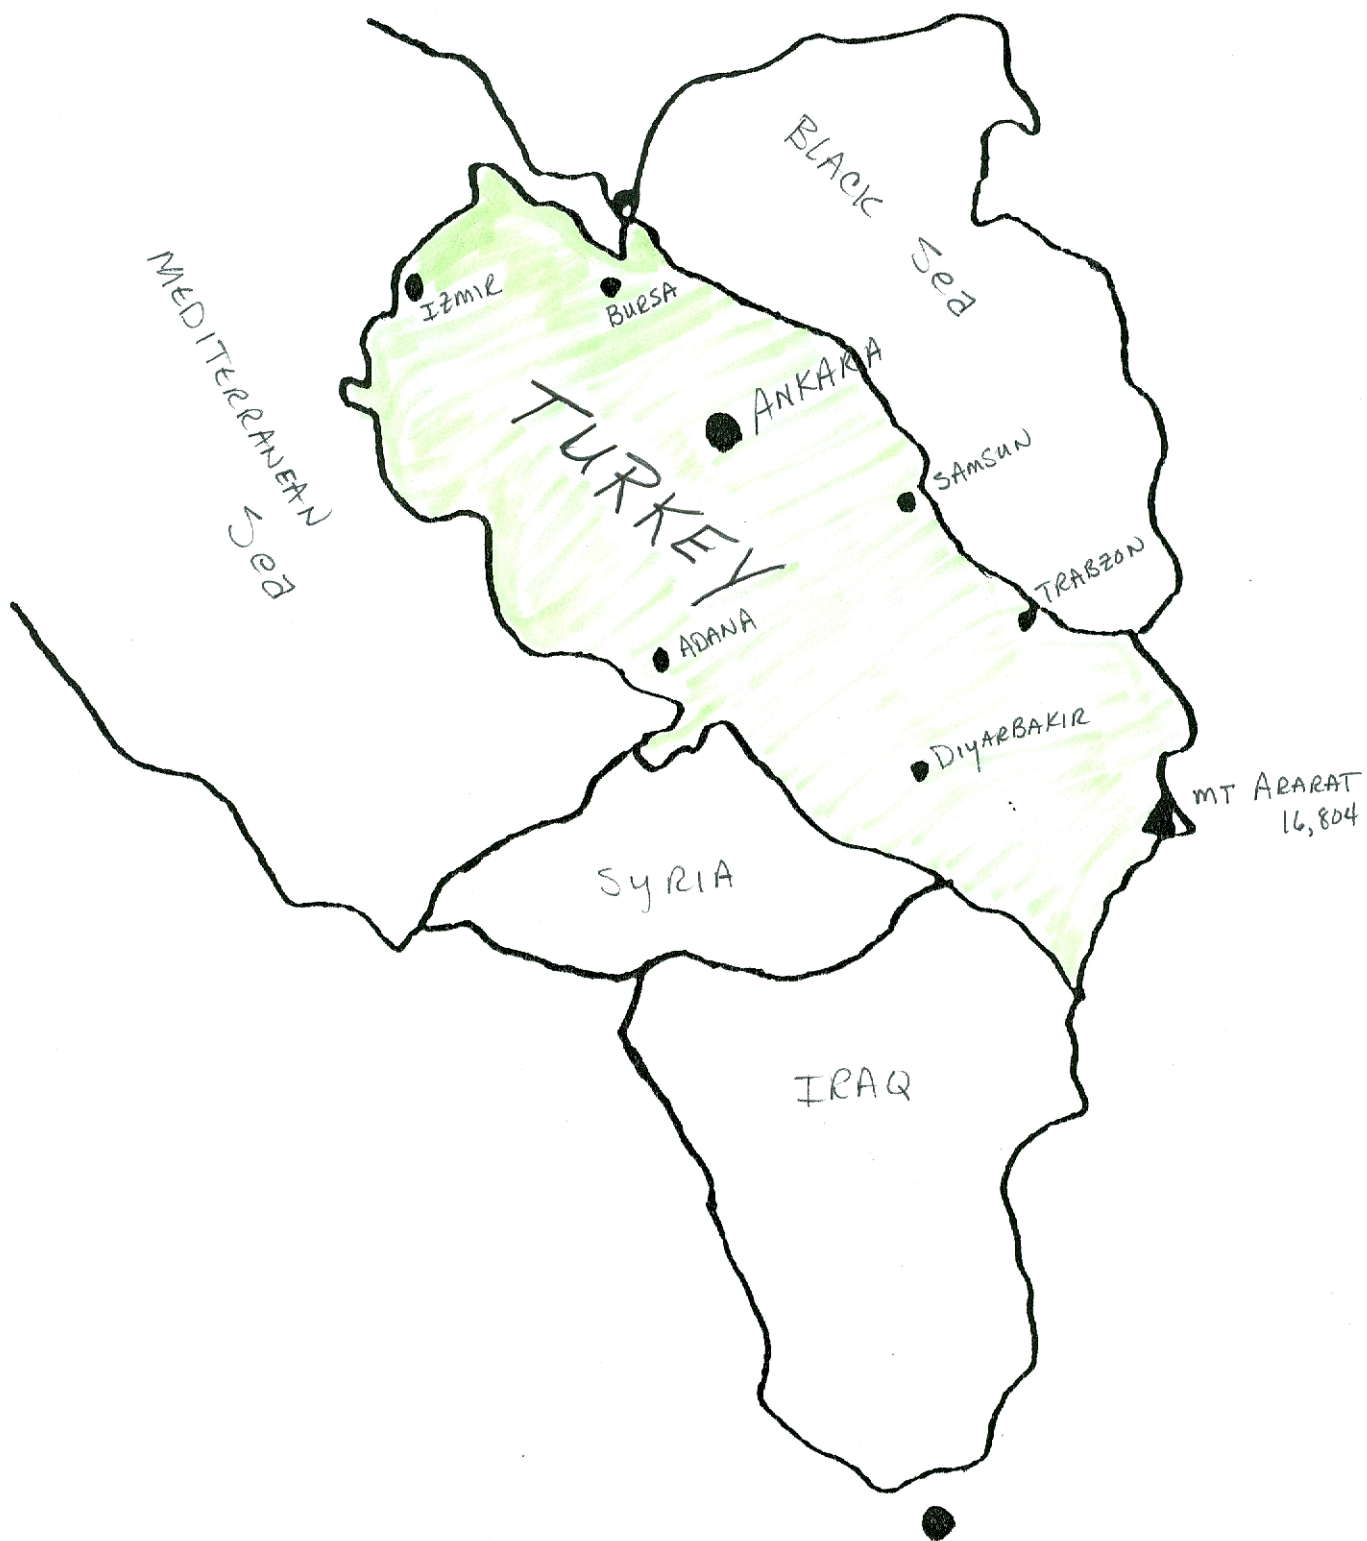 BLACK
Sea
MEDITERRANEAN
Sea
IZMIR
BURSA
ANKARA
TURKEY
SAMSUN
TRABZON
ADANA
DIyARBAKIR
MT ARARAT
16,804
SyRIA
IRAQ